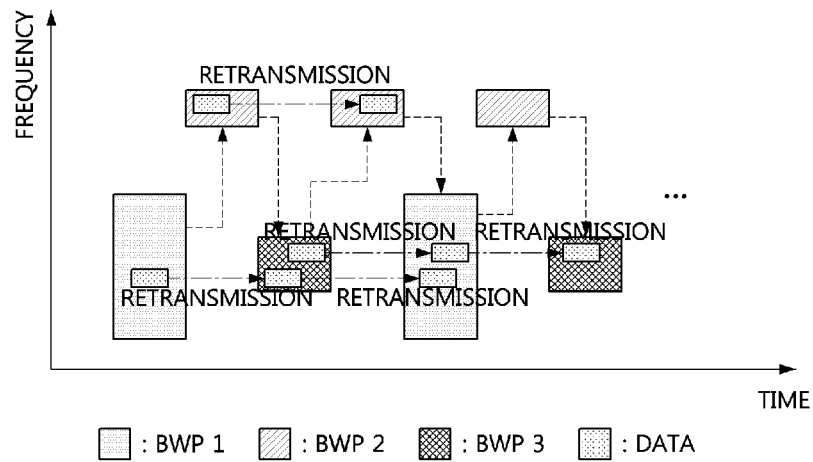 FREQUENCY
RETRANSMISSION
RETRANSMISSION
RETRANSMISSION
RETRANSMISSION
RETRANSMISSION
...
TIME
: BWP 1
: BWP 2
: BWP 3
: DATA